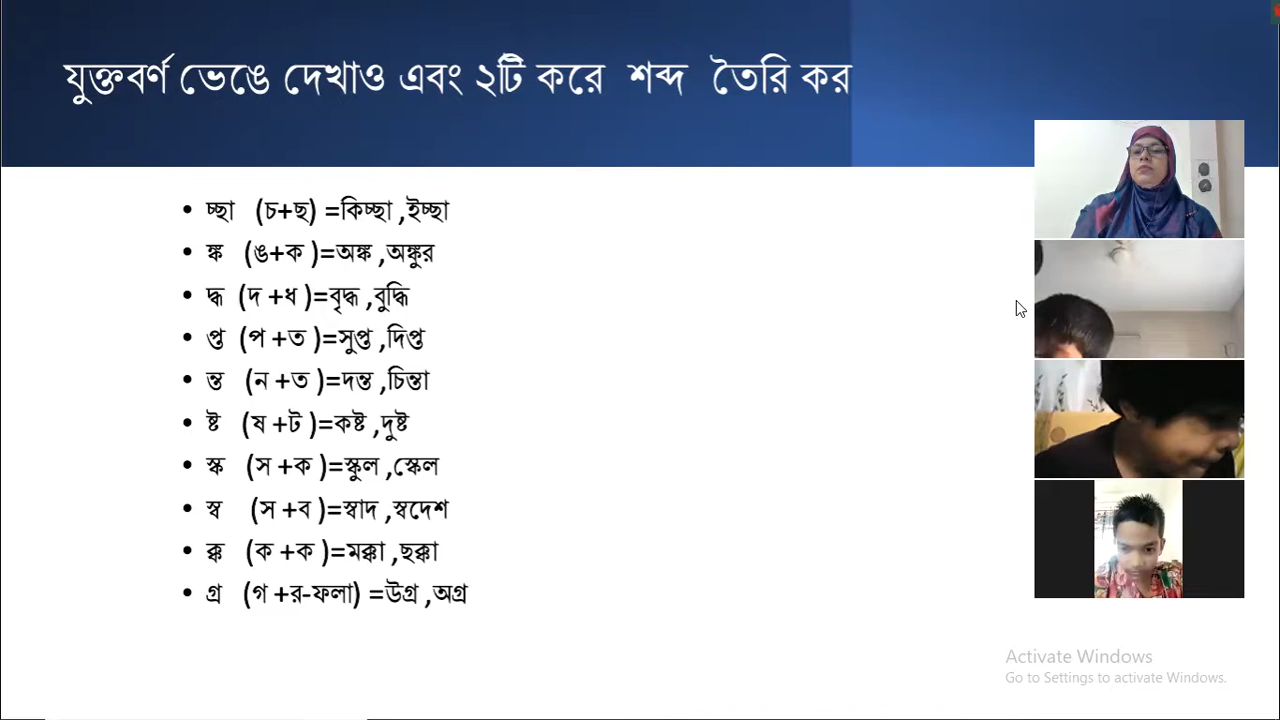 যুক্তবর্ণ ভেঙে দেখাও এবং ২টি করে শব্দ তৈরি কর
• চ্ছা (চ+ছ) =কিচ্ছা ,ইচ্ছা
• ঙ্ক (ঙ+ক )=অঙ্ক ,অঙ্কুর
• দ্ধ (দ +ধ )=বৃদ্ধ ,বুদ্ধি
• প্ত (প +ত )=সুপ্ত ,দিপ্ত
• ন্ত (ন +ত )=দন্ত ,চিন্তা
• ষ্ট (ষ +ট )=কষ্ট ,দুষ্ট
• স্ক (স +ক )=স্কুল ,স্কেল
• স্ব (স +ব )=স্বাদ ,স্বদেশ
• ক্ক (ক +ক )=মক্কা ,ছক্কা
• গ্র (গ +র-ফলা) =উগ্র ,অগ্র
Activate Windows
Go to Settings to activate Windows.